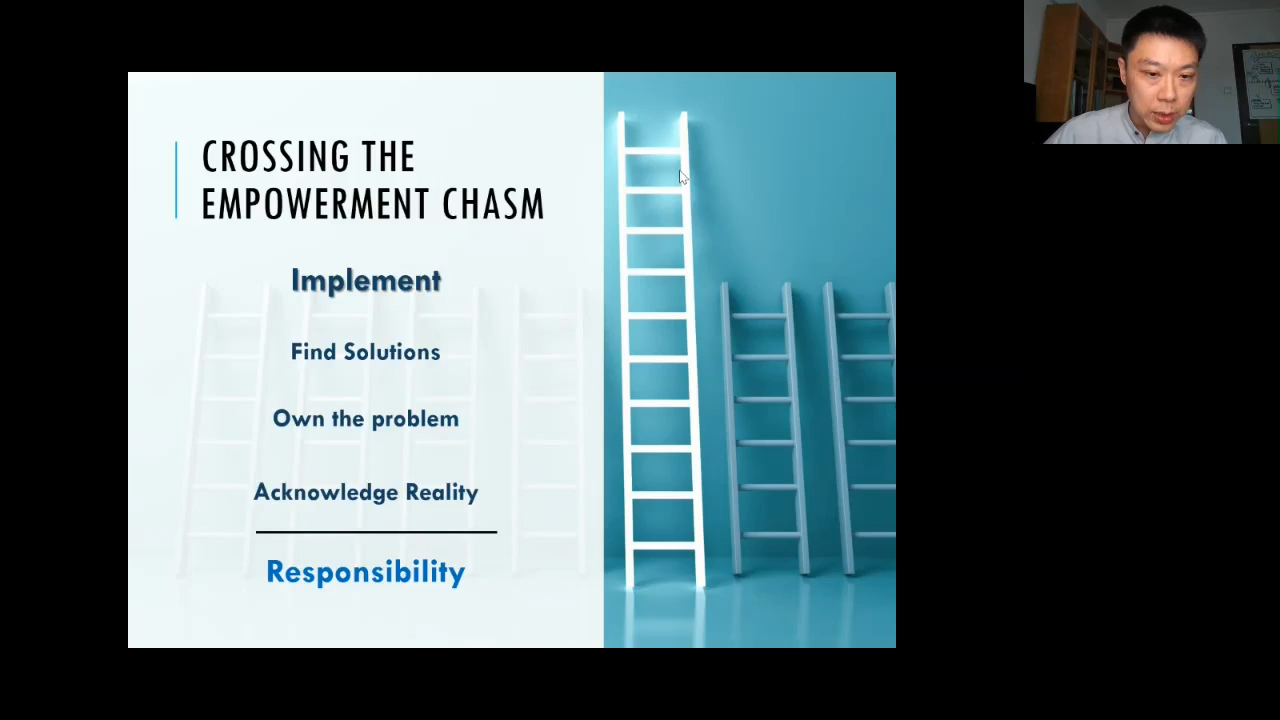 CROSSING THE
EMPOWERMENT CHASM
Implement
Find Solutions
Own the problem
Acknowledge Reality
Responsibility